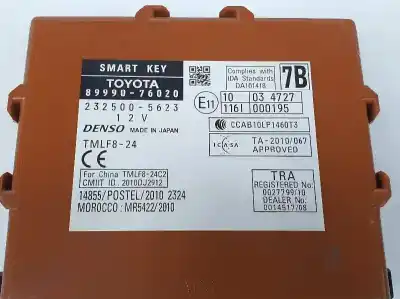 SMART KEY
TOYOTA
89990-76020
232500-5623
12V
DENSO MADE IN JAPAN
TMLF8-24
CE
For China TMLF8-24C2
CMIIT ID: 2010DJ2912
14855/POSTEL/2010 2324
MOROCCO : MR5422/2010
Complies with
IDA Standards
DA101418
7B
E11
10 03 4727
1161 000195
CCAB10LP1460T3
ICASA
TA-2010/067
APPROVED
TRA
REGISTERED No:
0027799/10
DEALER No:
0014517/08